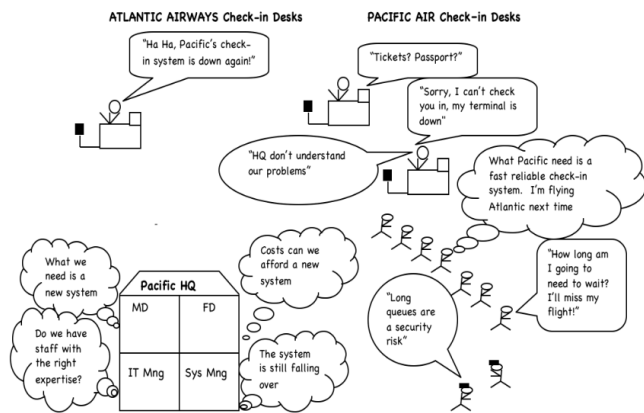 ATLANTIC AIRWAYS Check-in Desks
PACIFIC AIR Check-in Desks
"Ha Ha, Pacific's check-
in system is down again!"
"Tickets? Passport?"
"Sorry, I can't check
you in, my terminal is
down"
"HQ don't understand
our problems"
What Pacific need is a
fast reliable check-in
system. I'm flying
Atlantic next time
"How long am
I going to
need to wait?
I'll miss my
flight!"
"Long
queues are
a security
risk"
What we
need is a
new system
Costs can we
afford a new
system
Pacific HQ
MD
FD
Do we have
staff with
the right
expertise?
IT Mng
Sys Mng
The system
is still falling
over